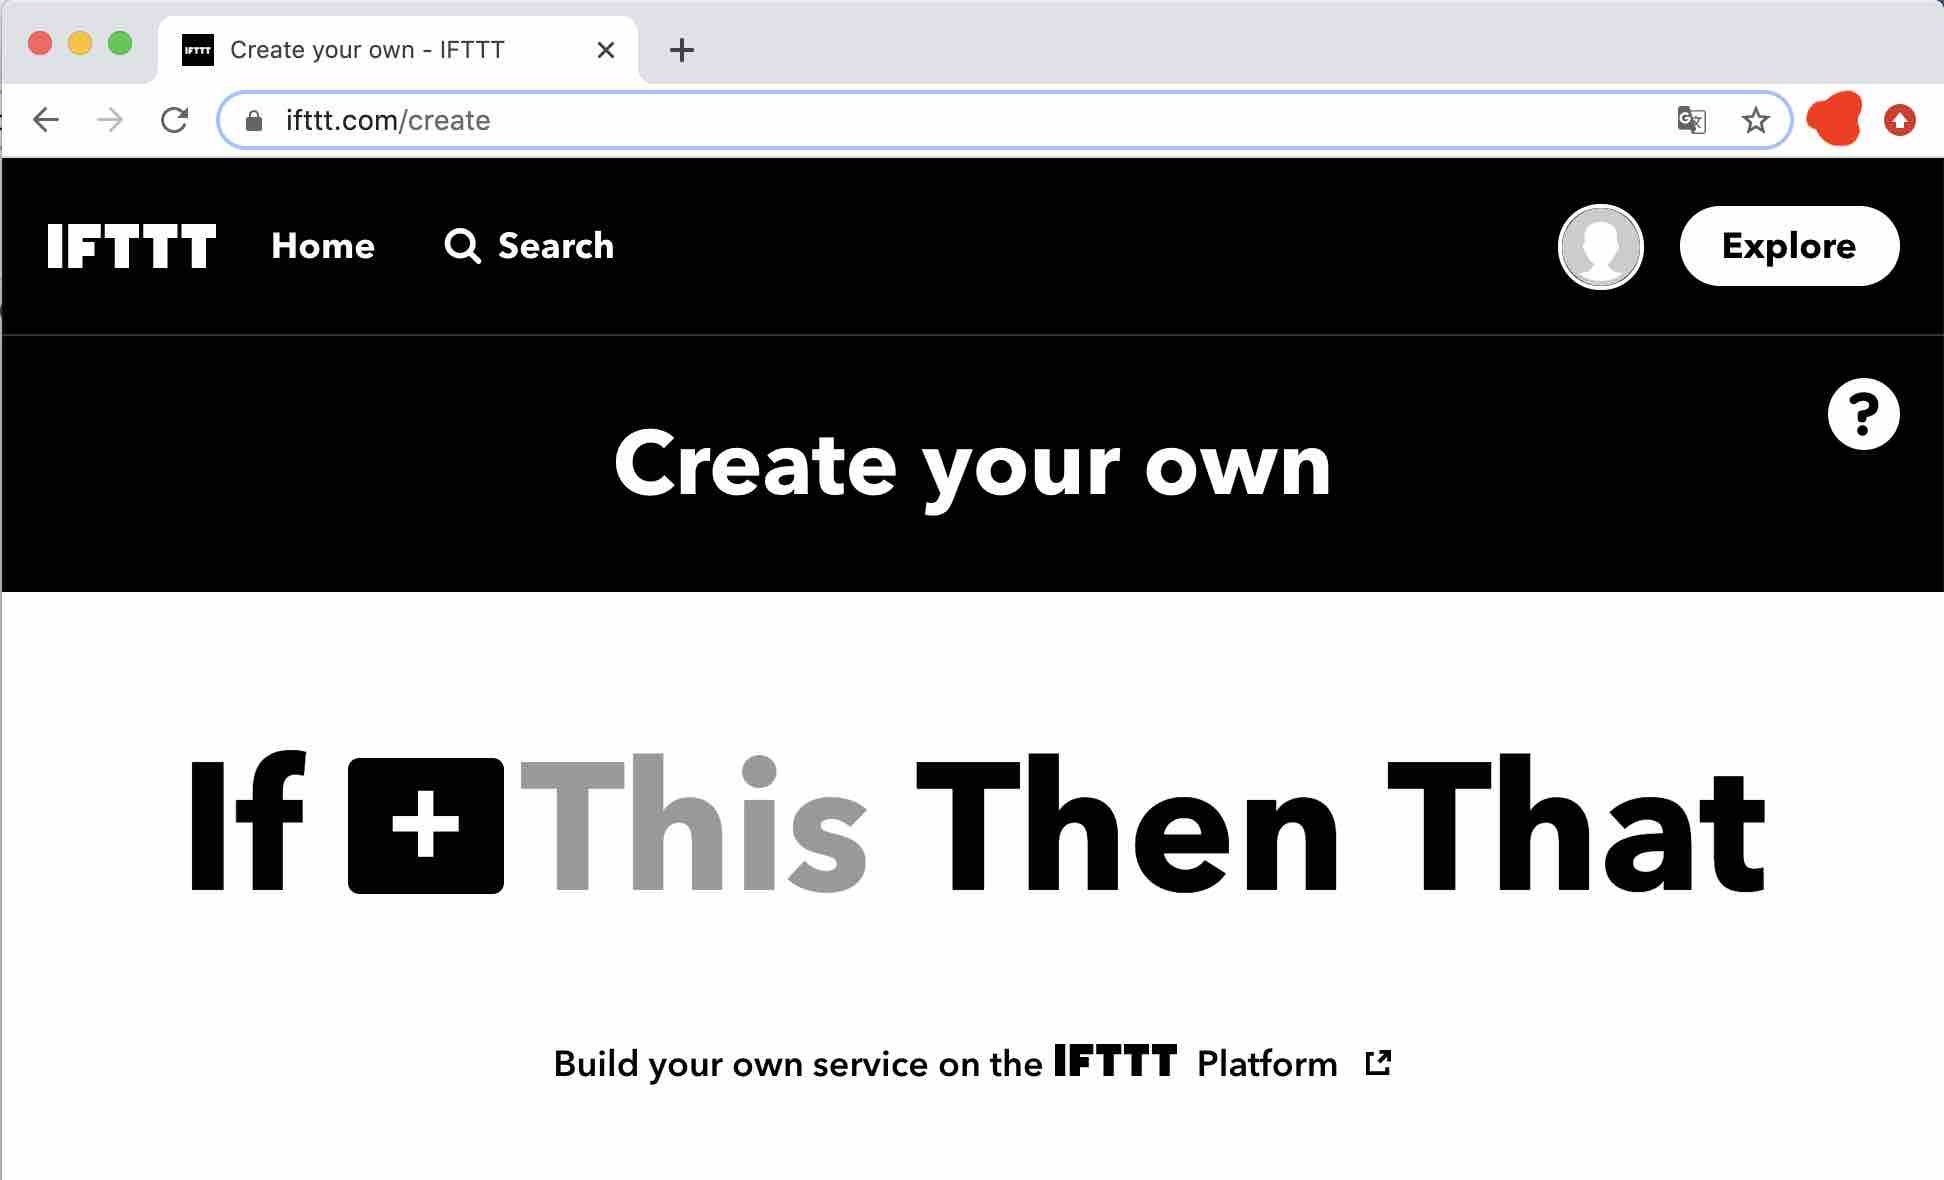 IFTTT Create your own - IFTTT
ifttt.com/create
IFTTT Home Search Explore
?
Create your own
If + This Then That
Build your own service on the IFTTT Platform